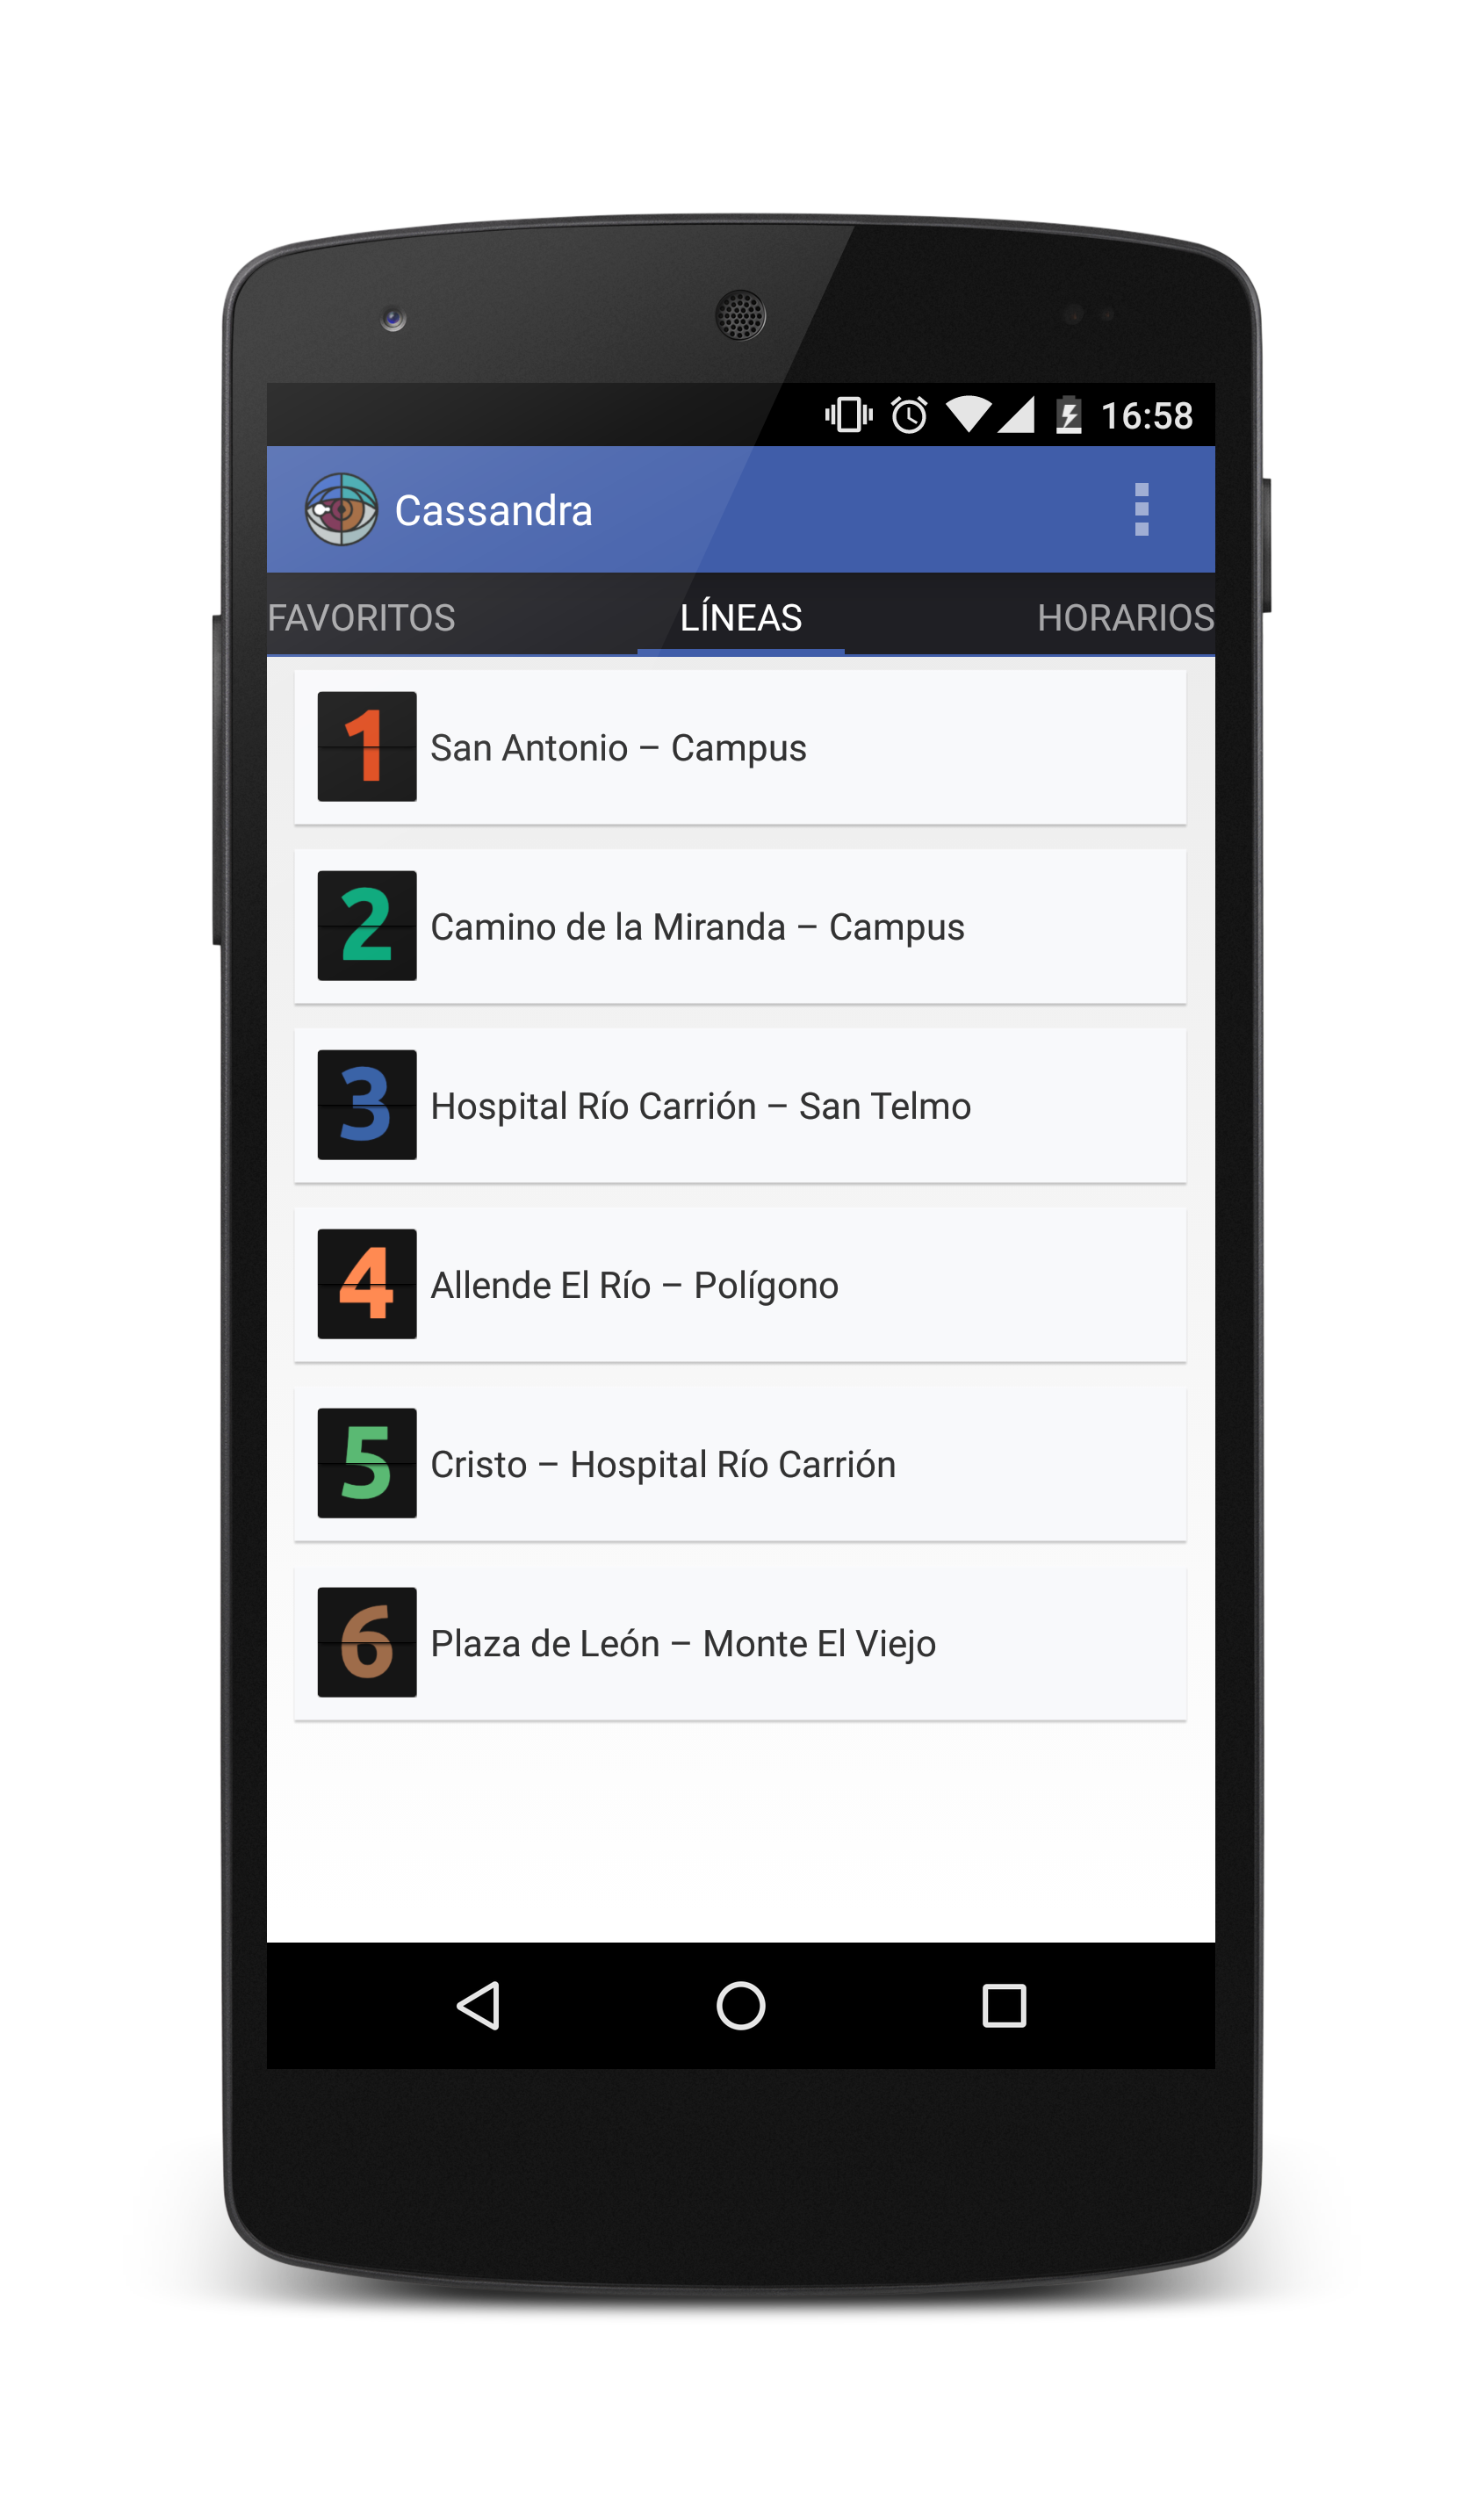 16:58
Cassandra
FAVORITOS LÍNEAS HORARIOS
1 San Antonio – Campus
2 Camino de la Miranda – Campus
3 Hospital Río Carrión – San Telmo
4 Allende El Río – Polígono
5 Cristo – Hospital Río Carrión
6 Plaza de León – Monte El Viejo